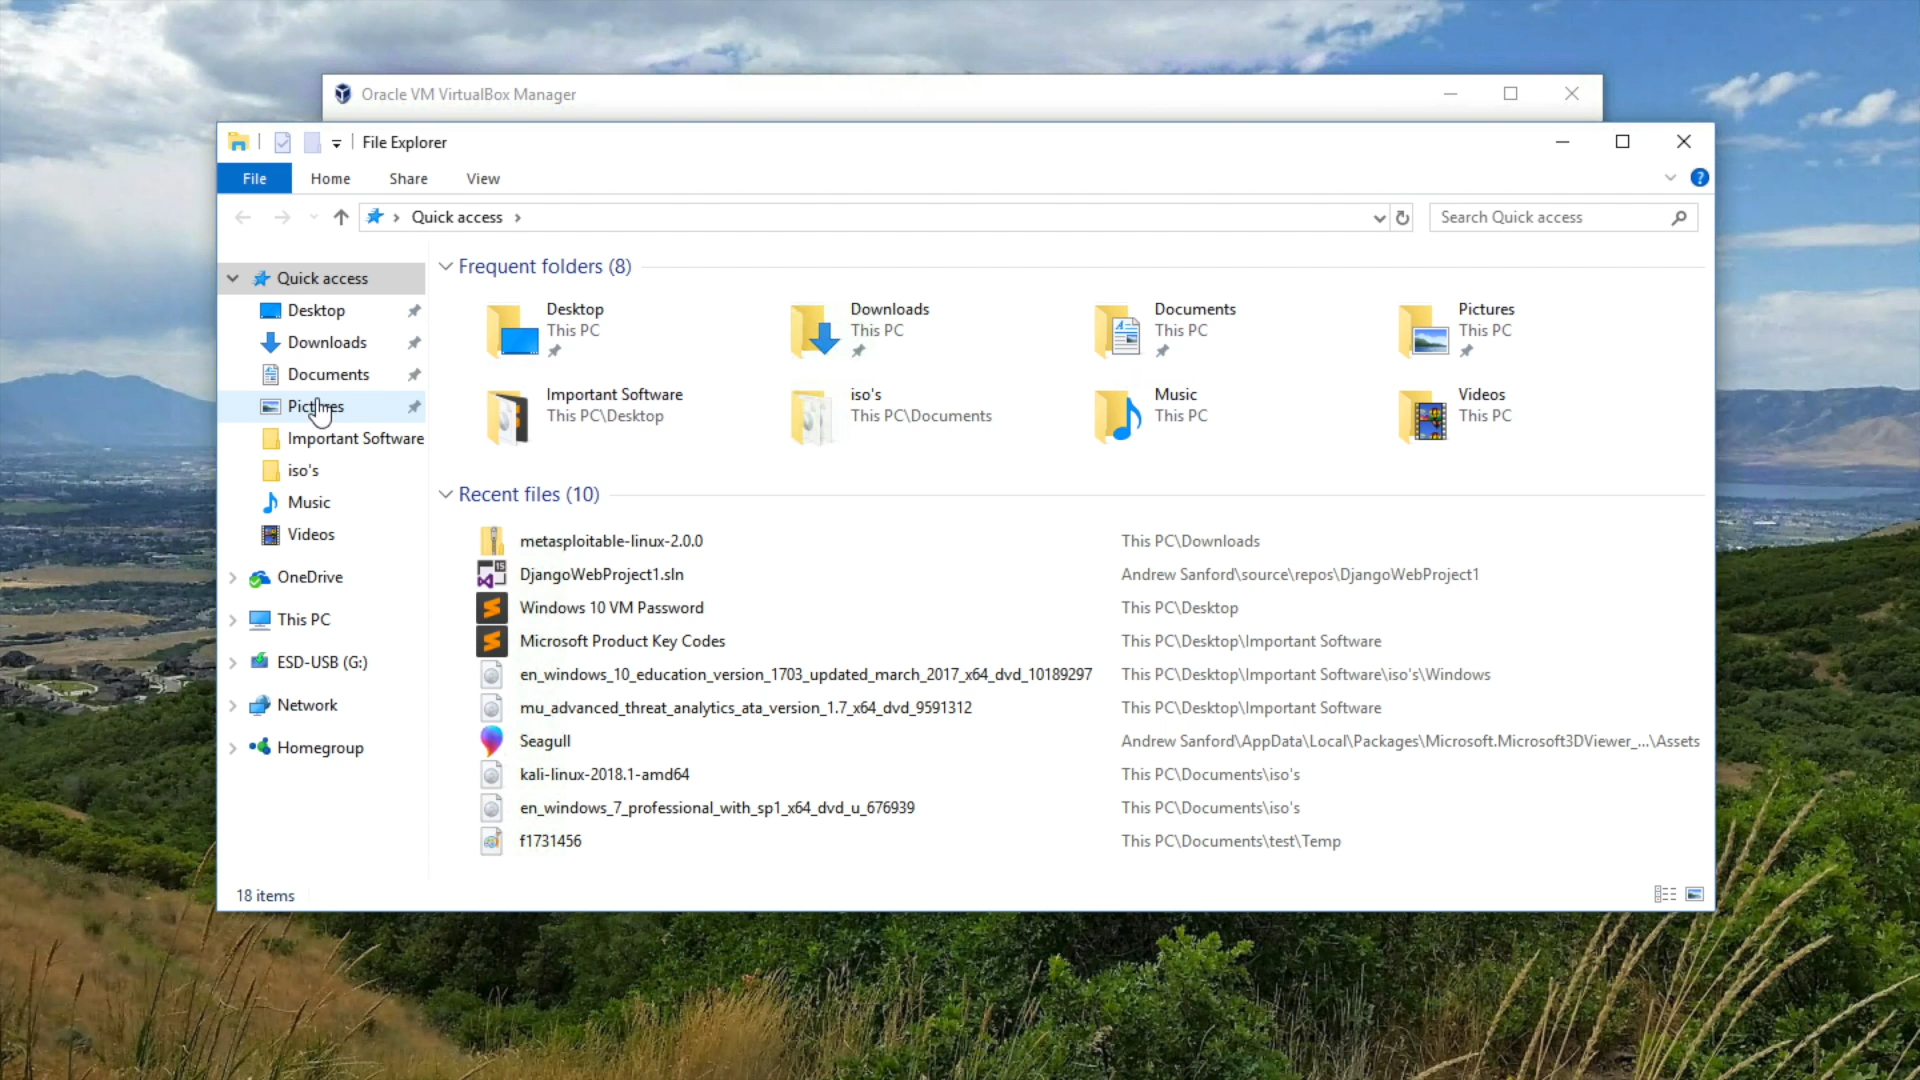 Oracle VM VirtualBox Manager
File Explorer
File Home Share View
Quick access
Search Quick access
Quick access
Desktop
Downloads
Documents
Pictures
Important Software
iso's
Music
Videos
OneDrive
This PC
ESD-USB (G:)
Network
Homegroup
Frequent folders (8)
Desktop
This PC
Downloads
This PC
Documents
This PC
Pictures
This PC
Important Software
This PC\Desktop
iso's
This PC\Documents
Music
This PC
Videos
This PC
Recent files (10)
metasploitable-linux-2.0.0 This PC\Downloads
DjangoWebProject1.sln Andrew Sanford\source\repos\DjangoWebProject1
Windows 10 VM Password This PC\Desktop
Microsoft Product Key Codes This PC\Desktop\Important Software
en_windows_10_education_version_1703_updated_march_2017_x64_dvd_10189297 This PC\Desktop\Important Software\iso's\Windows
mu_advanced_threat_analytics_ata_version_1.7_x64_dvd_9591312 This PC\Desktop\Important Software
Seagull Andrew Sanford\AppData\Local\Packages\Microsoft.Microsoft3DViewer_...\Assets
kali-linux-2018.1-amd64 This PC\Documents\iso's
en_windows_7_professional_with_sp1_x64_dvd_u_676939 This PC\Documents\iso's
f1731456 This PC\Documents\test\Temp
18 items